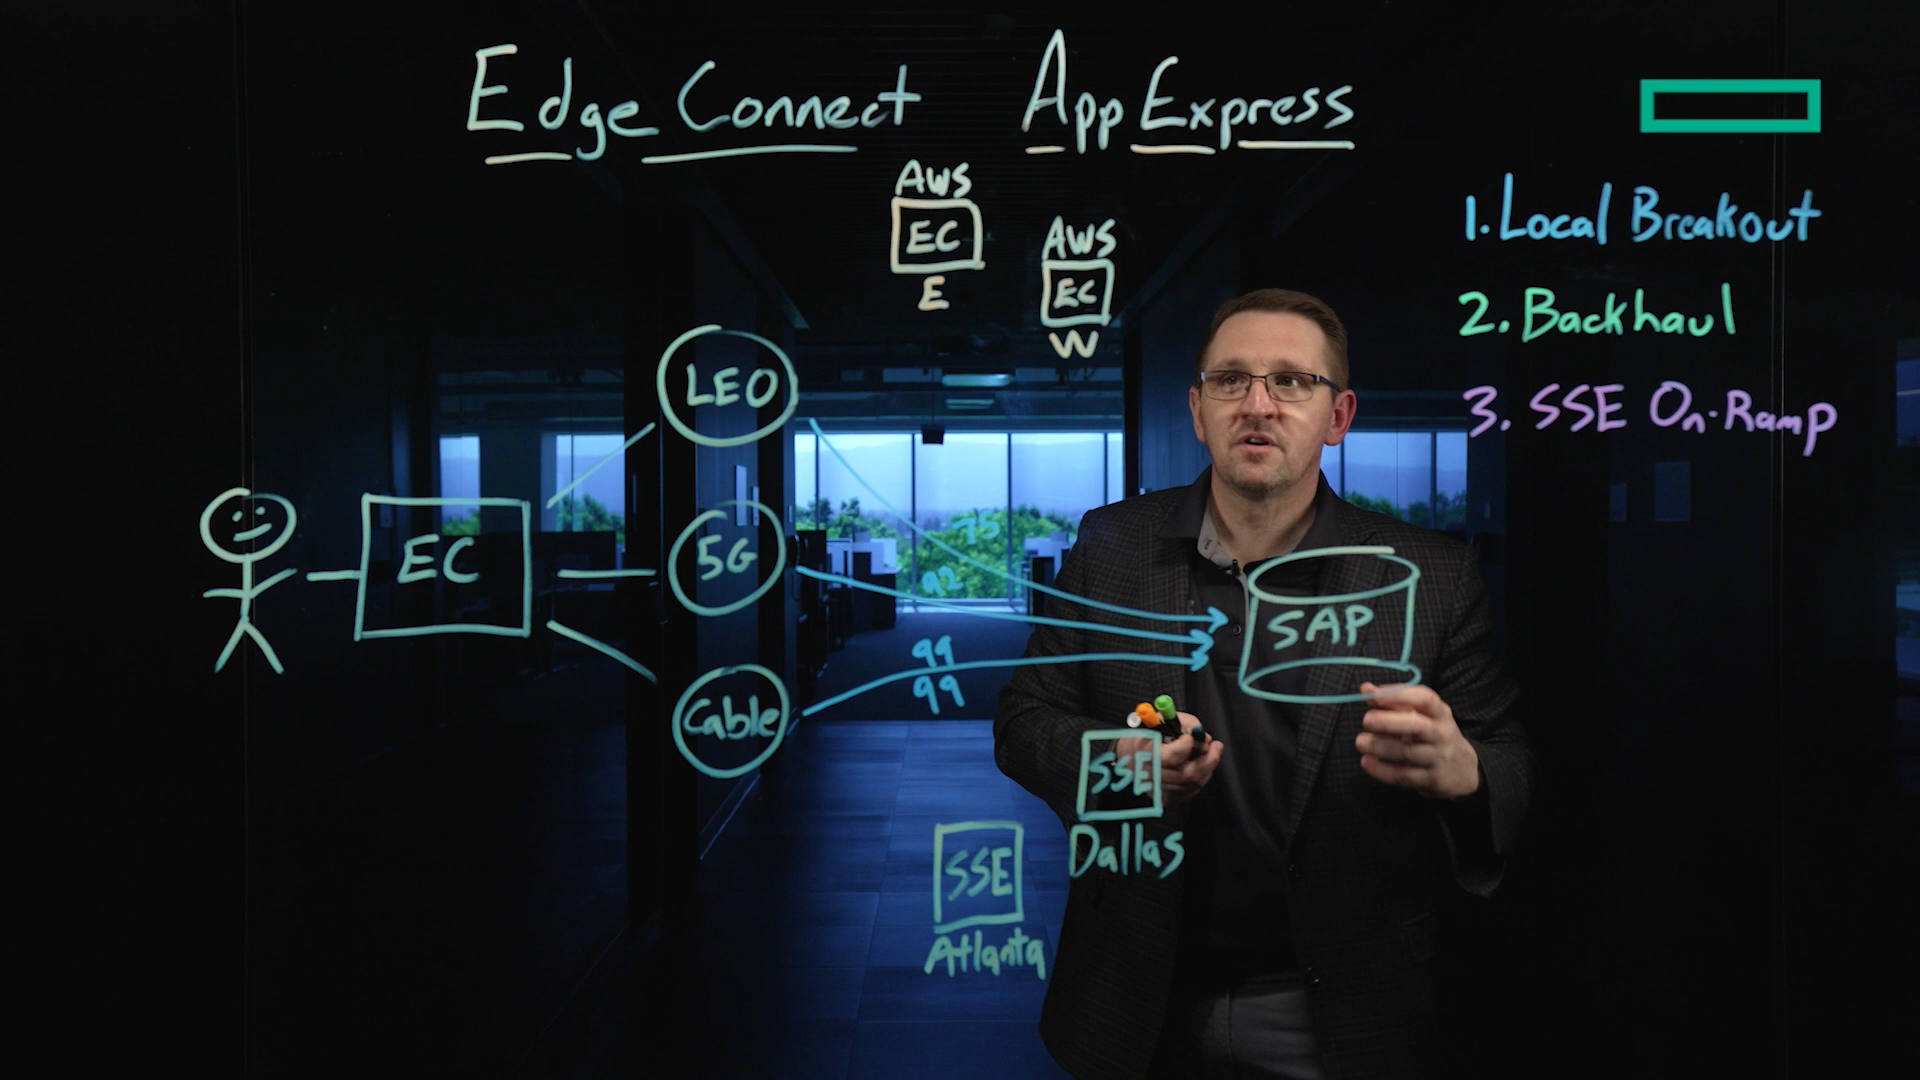 Edge Connect App Express
AWS
EC
E
AWS
EC
W
1. Local Breakout
2. Backhaul
3. SSE On-Ramp
LEO
EC
5G
Cable
75
92
99
99
SAP
SSE
Dallas
SSE
Atlanta